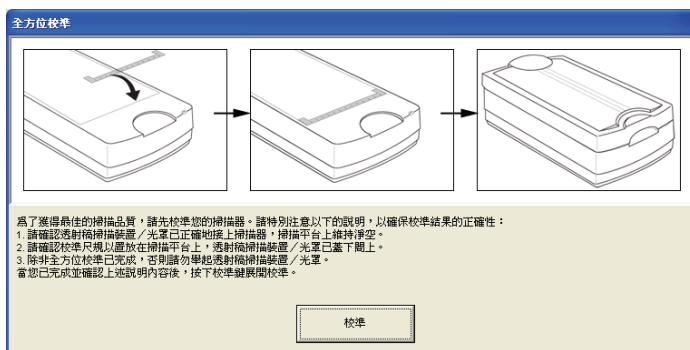 全方位校準
為了獲得最佳的掃描品質，請先校準您的掃描器。請特別注意以下的說明，以確保校準結果的正確性：
1. 請確認透射稿掃描裝置／光罩已正確地接上掃描器，掃描平台上維持淨空。
2. 請確認校準尺規以置放在掃描平台上，透射稿掃描裝置／光罩已蓋下闔上。
3. 除非全方位校準已完成，否則請勿舉起透射稿掃描裝置／光罩。
當您已完成並確認上述說明內容後，按下校準鍵展開校準。
校準